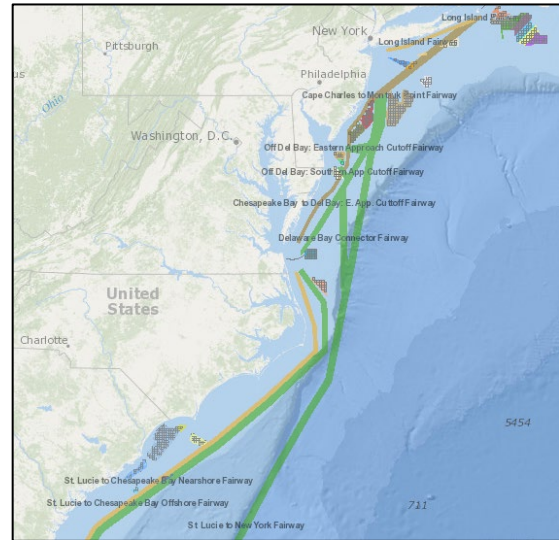 New York
Long Island Fairway
Pittsburgh
Philadelphia
Cape Charles to Montauk Point Fairway
Ohio
Washington, D.C.
Off Del Bay: Eastern Approach Cutoff Fairway
Off Del Bay: Southern App Cutoff Fairway
Chesapeake Bay to Del Bay: E. App. Cuttoff Fairway
Delaware Bay Connector Fairway
United
States
Charlotte
5454
St. Lucie to Chesapeake Bay Nearshore Fairway
St. Lucie to Chesapeake Bay Offshore Fairway
711
St Lucie to New York Fairway